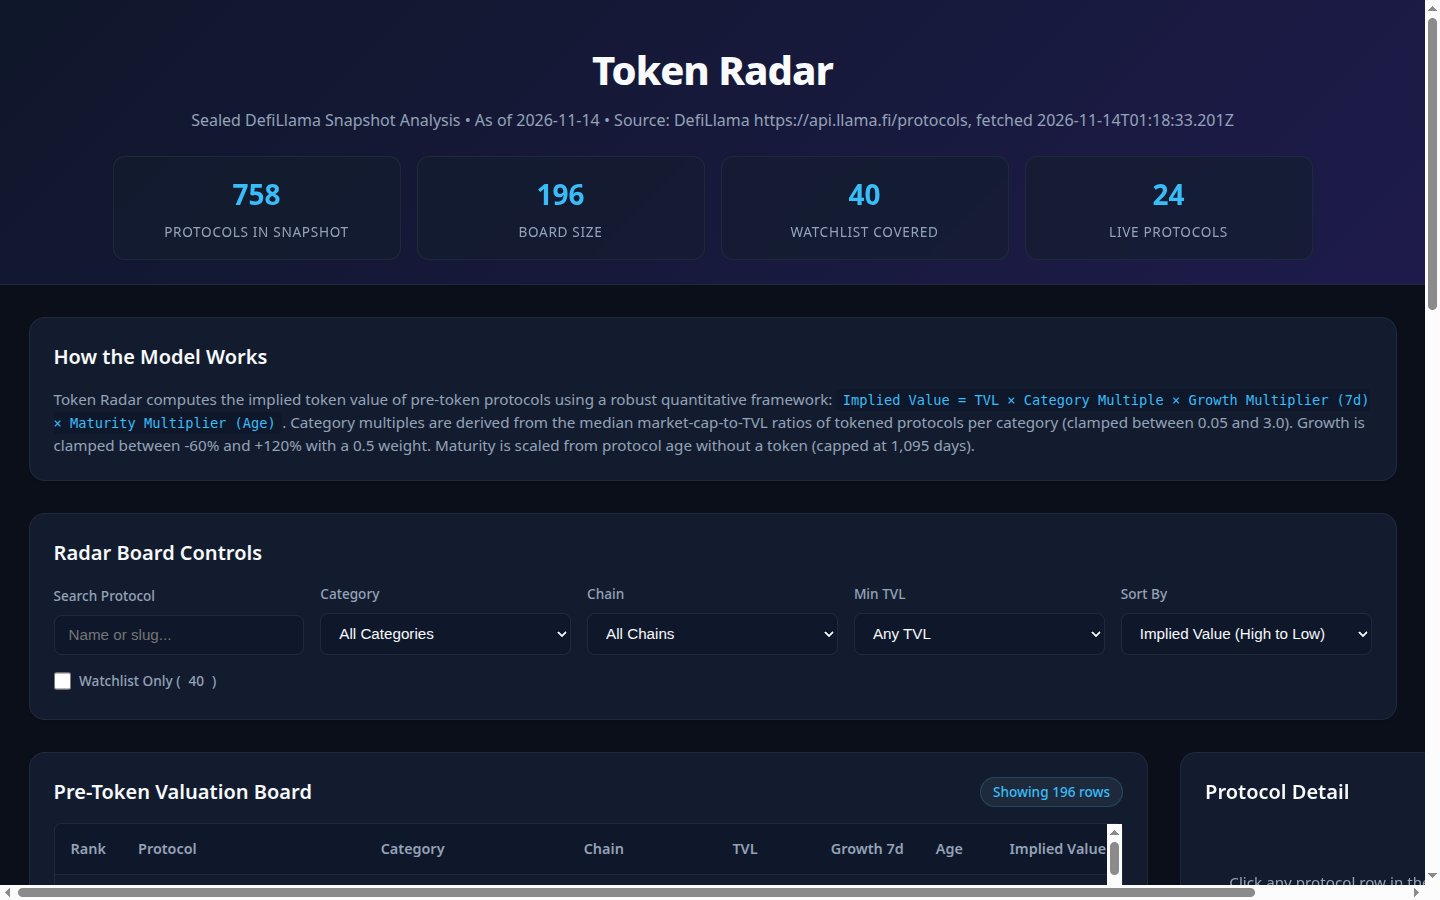 Token Radar
Sealed DefiLlama Snapshot Analysis • As of 2026-11-14 • Source: DefiLlama https://api.llama.fi/protocols, fetched 2026-11-14T01:18:33.201Z
758
PROTOCOLS IN SNAPSHOT
196
BOARD SIZE
40
WATCHLIST COVERED
24
LIVE PROTOCOLS
How the Model Works
Token Radar computes the implied token value of pre-token protocols using a robust quantitative framework: Implied Value = TVL × Category Multiple × Growth Multiplier (7d)
× Maturity Multiplier (Age) . Category multiples are derived from the median market-cap-to-TVL ratios of tokened protocols per category (clamped between 0.05 and 3.0). Growth is
clamped between -60% and +120% with a 0.5 weight. Maturity is scaled from protocol age without a token (capped at 1,095 days).
Radar Board Controls
Search Protocol
Name or slug...
Category
All Categories
Chain
All Chains
Min TVL
Any TVL
Sort By
Implied Value (High to Low)
Watchlist Only ( 40 )
Pre-Token Valuation Board
Showing 196 rows
Rank Protocol Category Chain TVL Growth 7d Age Implied Value
Protocol Detail
Click any protocol row in the